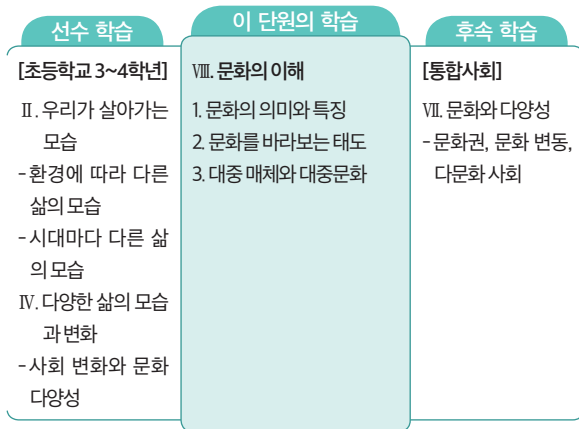 선수 학습
[초등학교 3~4학년]
Ⅱ. 우리가 살아가는
모습
- 환경에 따라 다른
삶의 모습
- 시대마다 다른 삶
의 모습
Ⅳ. 다양한 삶의 모습
과 변화
- 사회 변화와 문화
다양성
이 단원의 학습
Ⅷ. 문화의 이해
1. 문화의 의미와 특징
2. 문화를 바라보는 태도
3. 대중 매체와 대중문화
후속 학습
[통합사회]
Ⅶ. 문화와 다양성
- 문화권, 문화 변동,
다문화 사회